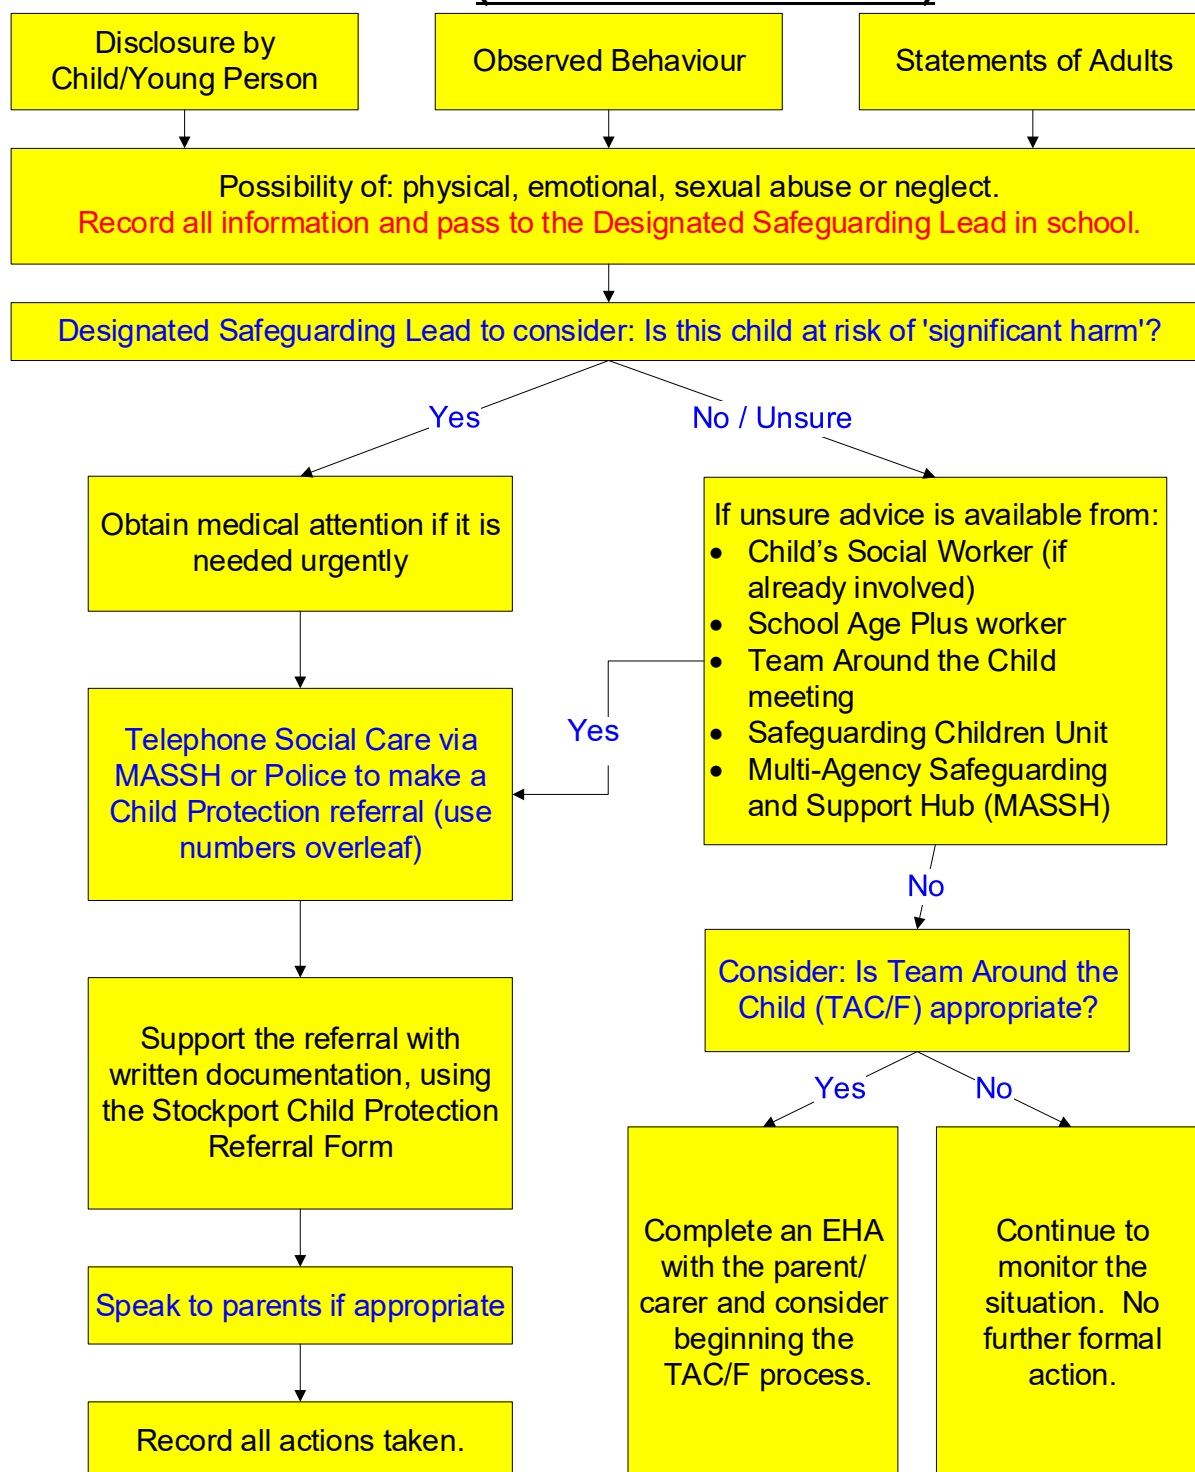 Disclosure by
Child/Young Person
Observed Behaviour
Statements of Adults
Possibility of: physical, emotional, sexual abuse or neglect.
Record all information and pass to the Designated Safeguarding Lead in school.
Designated Safeguarding Lead to consider: Is this child at risk of 'significant harm'?
Yes
No / Unsure
Obtain medical attention if it is
needed urgently
If unsure advice is available from:
• Child’s Social Worker (if
already involved)
• School Age Plus worker
• Team Around the Child
meeting
• Safeguarding Children Unit
• Multi-Agency Safeguarding
and Support Hub (MASSH)
Yes
Telephone Social Care via
MASSH or Police to make a
Child Protection referral (use
numbers overleaf)
No
Consider: Is Team Around the
Child (TAC/F) appropriate?
Support the referral with
written documentation, using
the Stockport Child Protection
Referral Form
Yes
No
Speak to parents if appropriate
Complete an EHA
with the parent/
carer and consider
beginning the
TAC/F process.
Continue to
monitor the
situation.  No
further formal
action.
Record all actions taken.